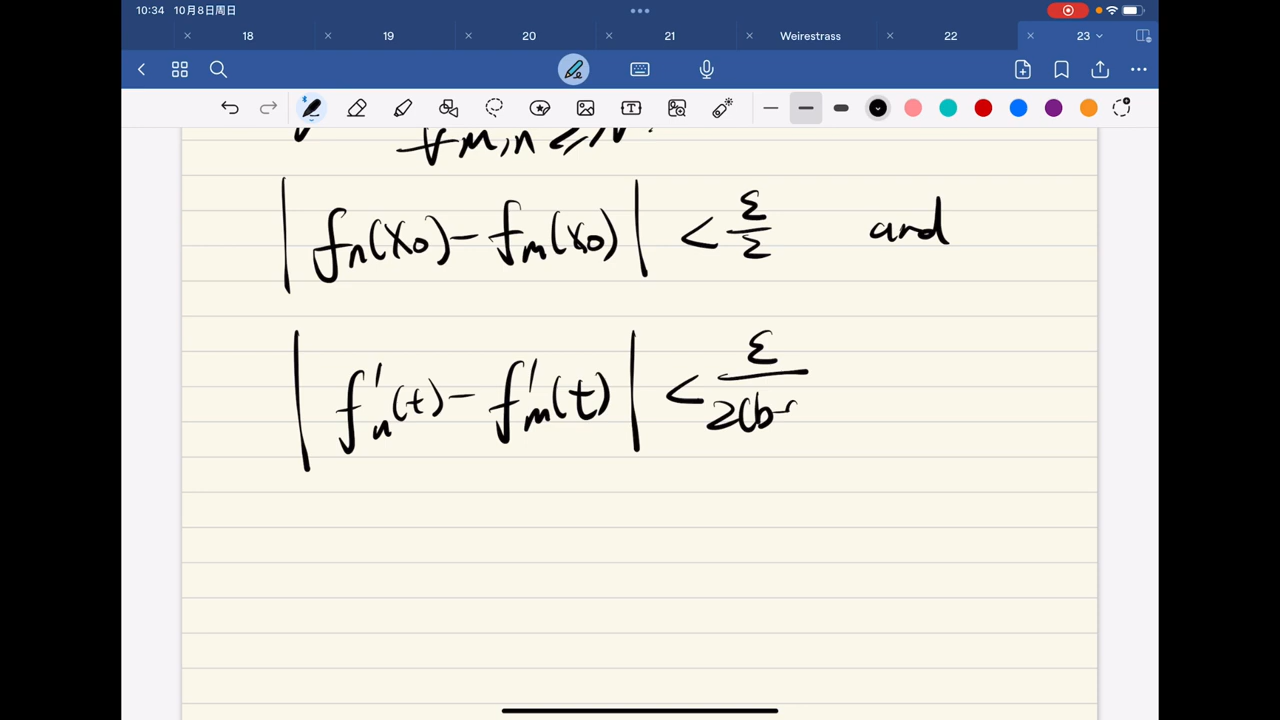 10:34 10月8日周日
18 19 20 21 Weirestrass 22 23
∀m,n ≥ N.
|fn(x0) - fm(x0)| < ε/2 and
|f'n(t) - f'm(t)| < ε/2(b-